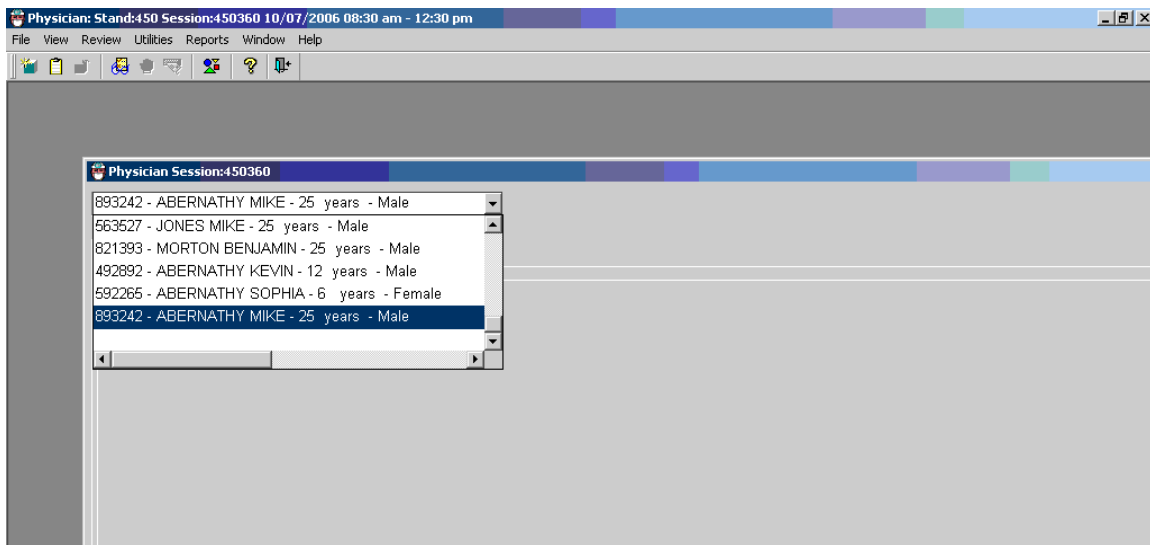 Physician: Stand:450 Session:450360 10/07/2006 08:30 am - 12:30 pm
File View Review Utilities Reports Window Help
Physician Session:450360
893242 - ABERNATHY MIKE - 25 years - Male
563527 - JONES MIKE - 25 years - Male
821393 - MORTON BENJAMIN - 25 years - Male
492892 - ABERNATHY KEVIN - 12 years - Male
592265 - ABERNATHY SOPHIA - 6 years - Female
893242 - ABERNATHY MIKE - 25 years - Male